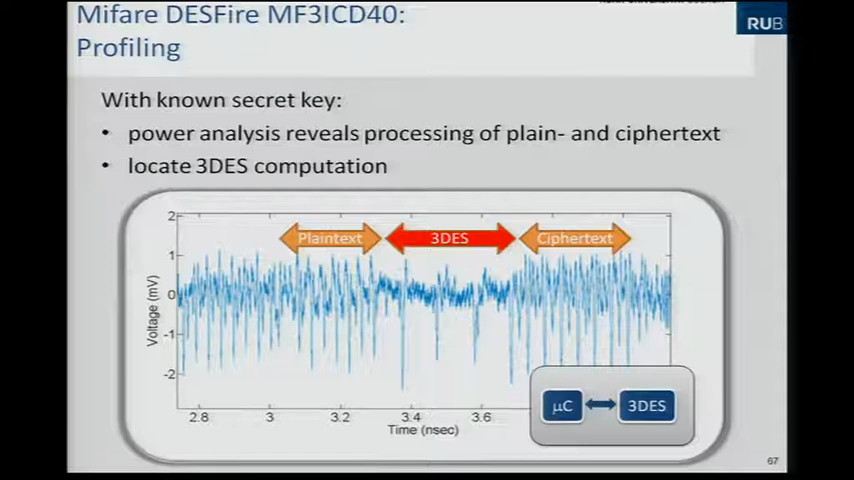 Mifare DESFire MF3ICD40:
Profiling
RUB
With known secret key:
• power analysis reveals processing of plain- and ciphertext
• locate 3DES computation
Plaintext
3DES
Ciphertext
2
1
0
-1
-2
Voltage (mV)
2.8
3
3.2
3.4
3.6
Time (nsec)
μC
3DES
67